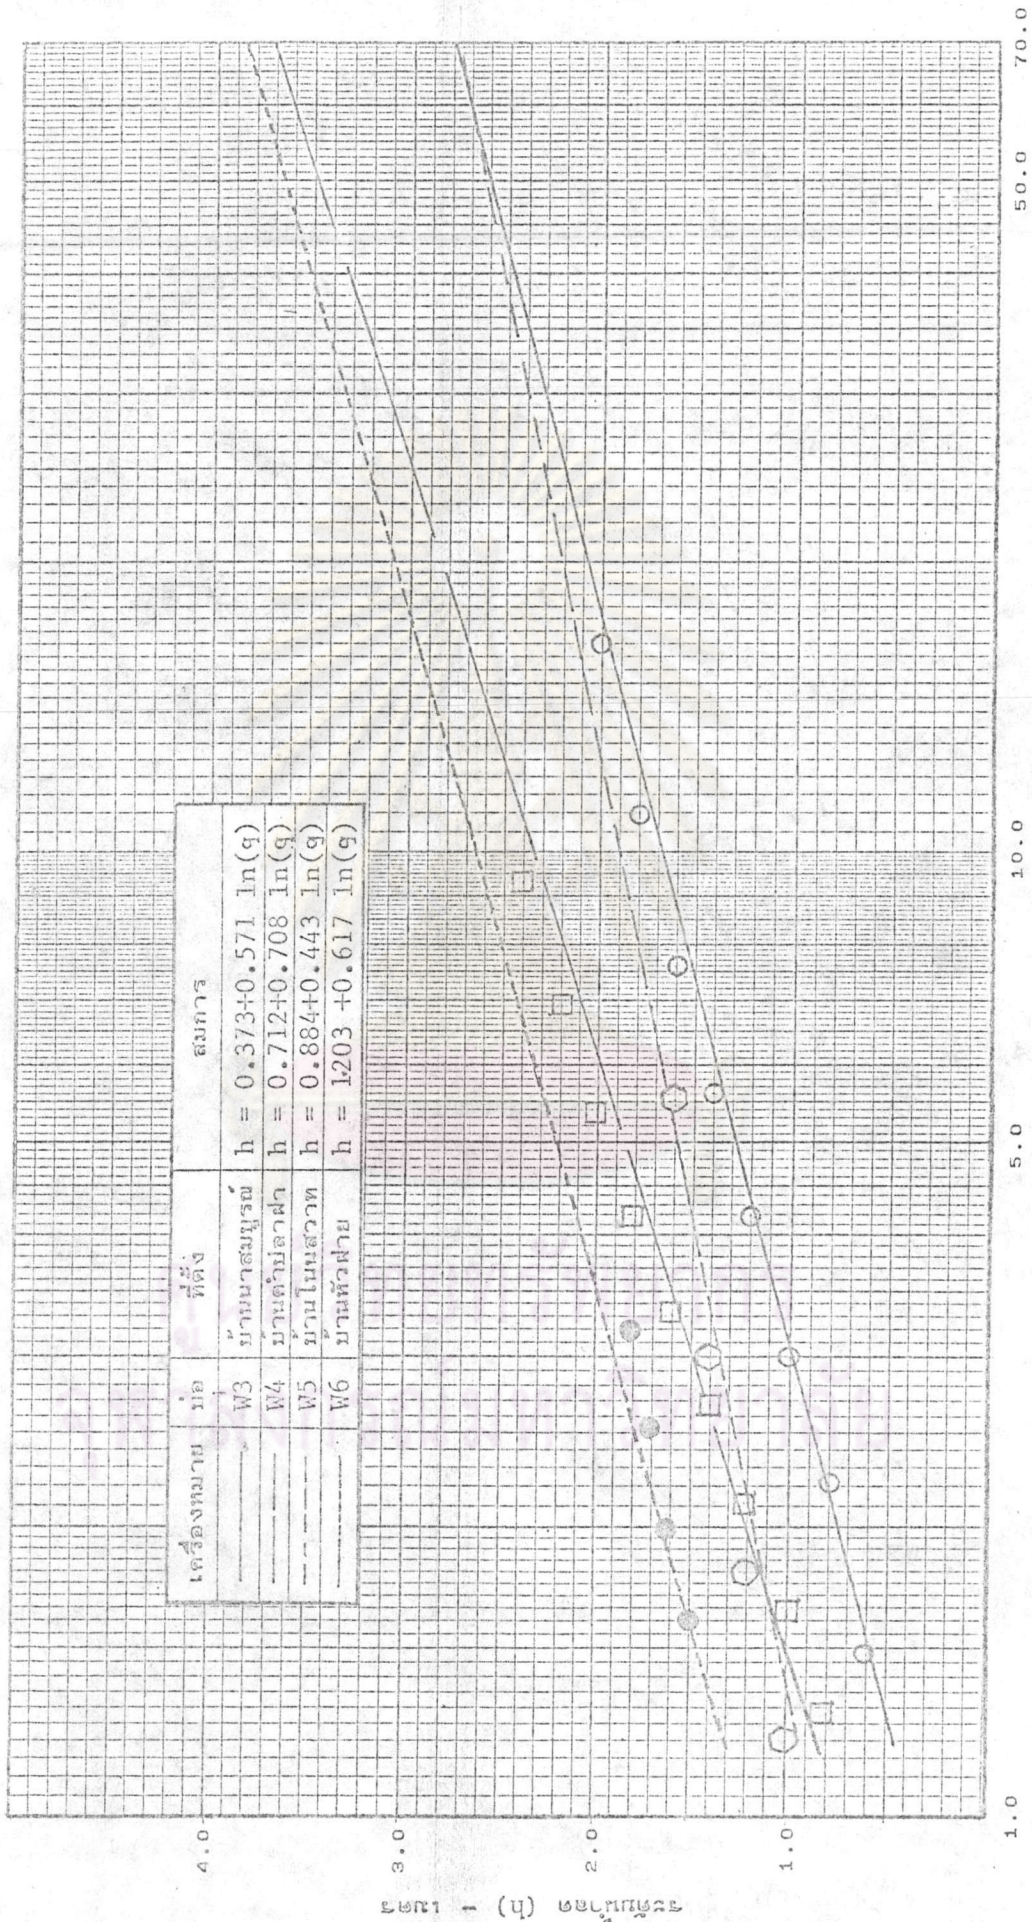 เครื่องหมาย บ่อ ที่ตั้ง สมการ
W3 บ้านนาสมบูรณ์ h = 0.373+0.571 ln(q)
W4 บ้านคำปลาฝา h = 0.712+0.708 ln(q)
W5 บ้านโนนสวาท h = 0.884+0.443 ln(q)
W6 บ้านหัวฝาย h = 1203 +0.617 ln(q)
ระดับน้ำลด (h) - เมตร
4.0
3.0
2.0
1.0
1.0
5.0
10.0
50.0
70.0